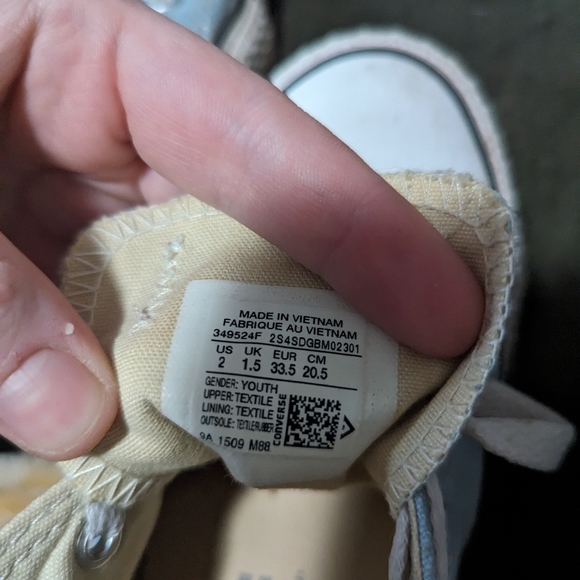 MADE IN VIETNAM
FABRIQUE AU VIETNAM
349524F 2S4SDGBM02301
US UK EUR CM
2 1.5 33.5 20.5
GENDER: YOUTH
UPPER:TEXTILE
LINING: TEXTILE
OUTSOLE: TEXTILE/RUBBER
9A 1509 M88
CONVERSE